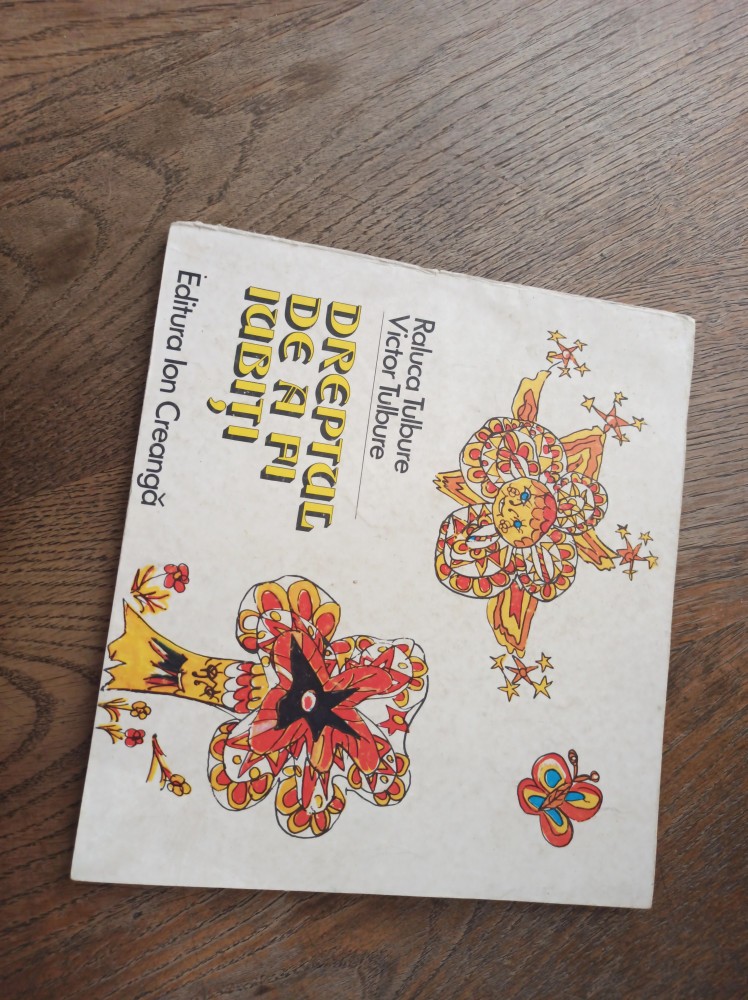 Raluca Tulbure
Victor Tulbure
DREPTUL
DE A FI
IUBIȚI
Editura Ion Creangă